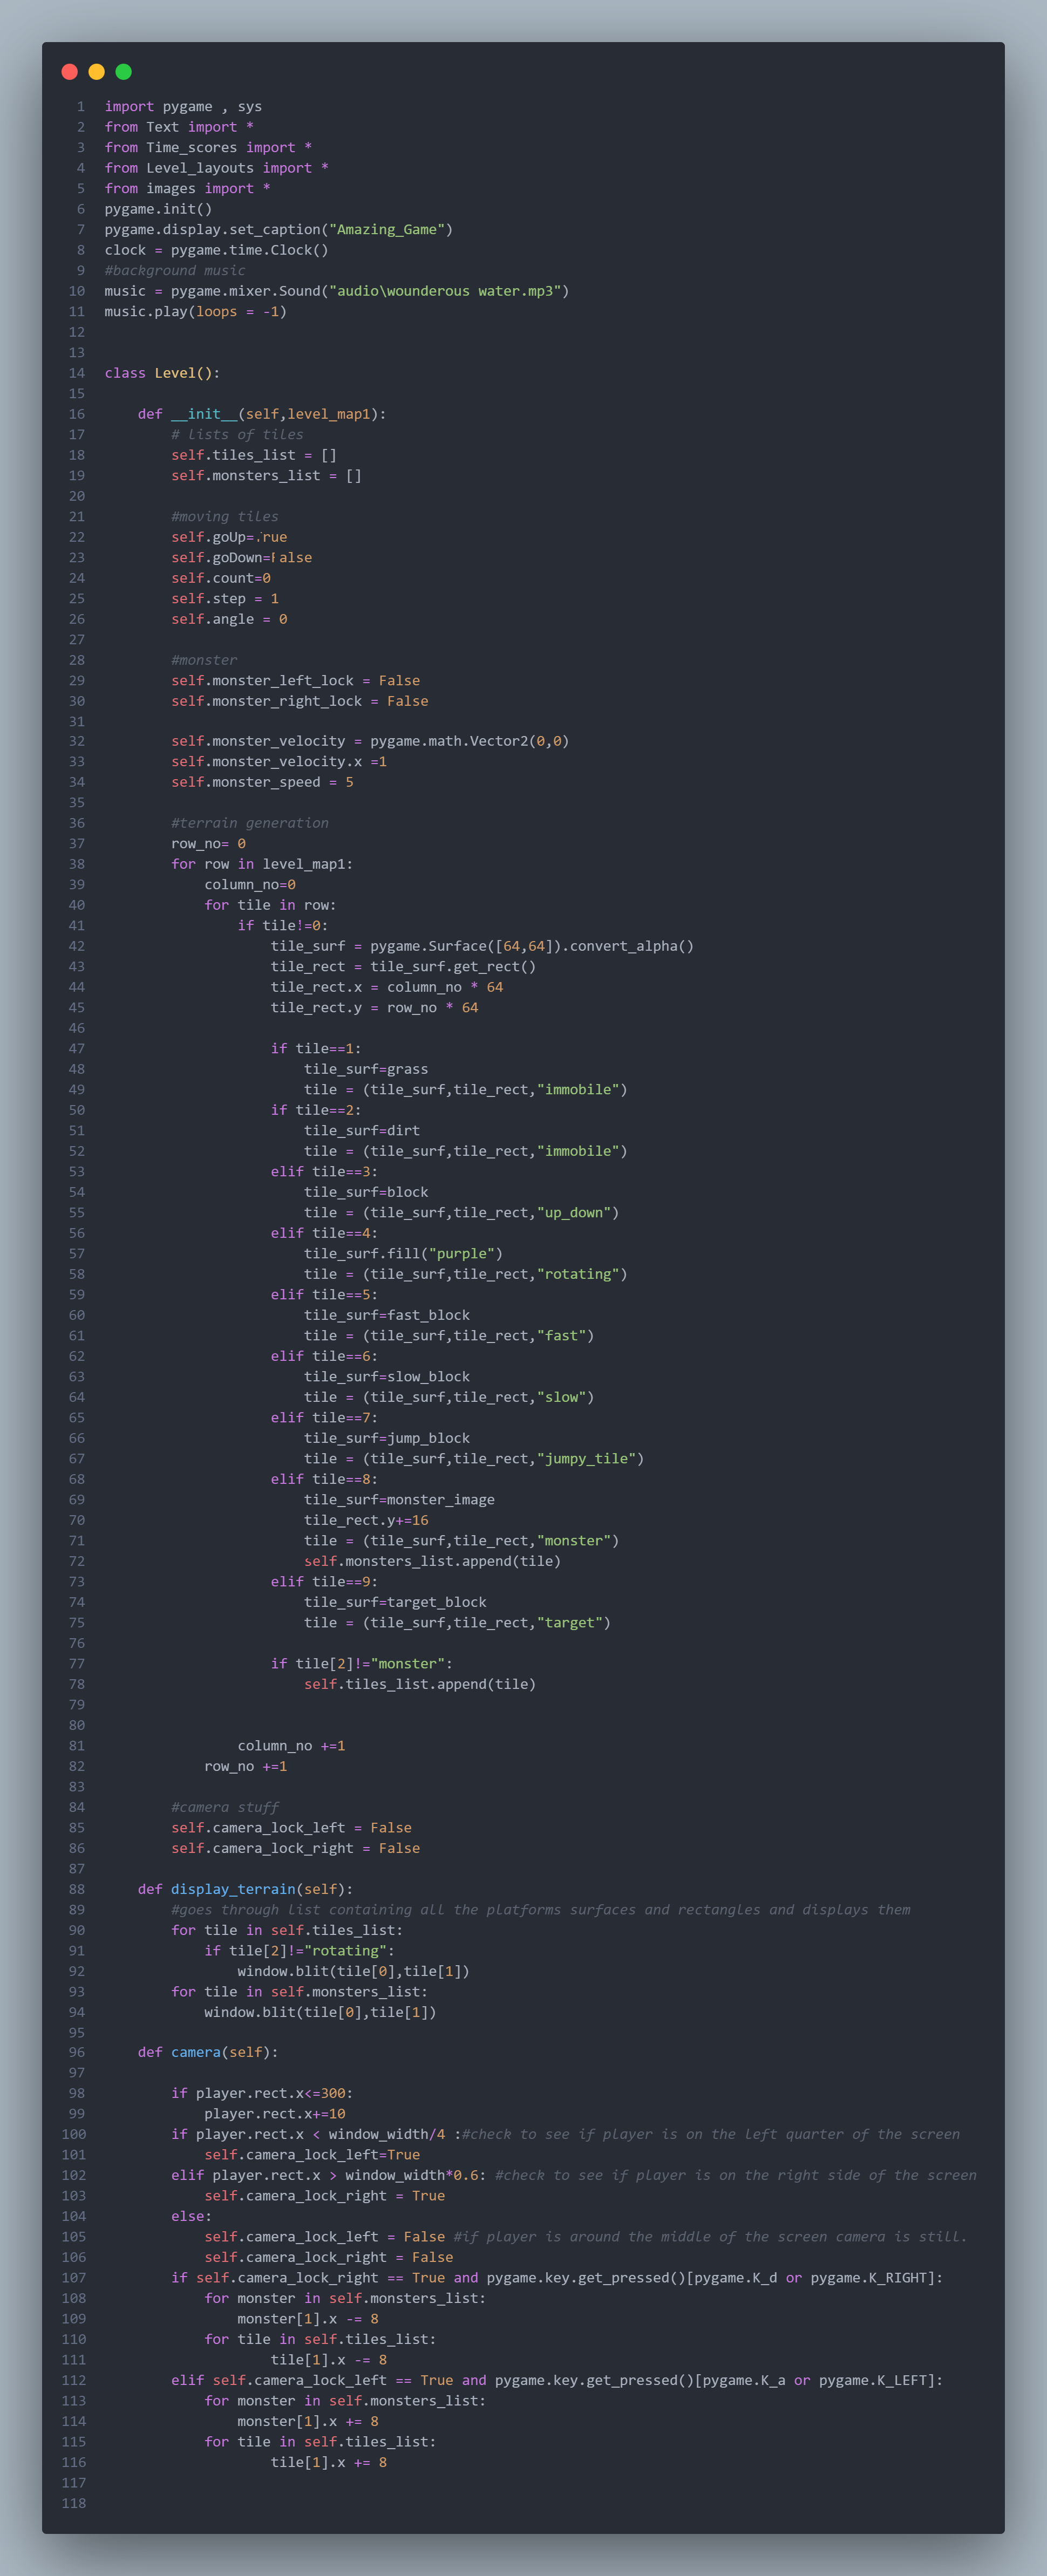 1 import pygame , sys
2 from Text import *
3 from Time_scores import *
4 from Level_layouts import *
5 from images import *
6 pygame.init()
7 pygame.display.set_caption("Amazing_Game")
8 clock = pygame.time.Clock()
9 #background music
10 music = pygame.mixer.Sound("audio\wounderous water.mp3")
11 music.play(loops = -1)
12
13
14 class Level():
15
16     def __init__(self,level_map1):
17         # lists of tiles
18         self.tiles_list = []
19         self.monsters_list = []
20
21         #moving tiles
22         self.goUp=True
23         self.goDown=False
24         self.count=0
25         self.step = 1
26         self.angle = 0
27
28         #monster
29         self.monster_left_lock = False
30         self.monster_right_lock = False
31
32         self.monster_velocity = pygame.math.Vector2(0,0)
33         self.monster_velocity.x =1
34         self.monster_speed = 5
35
36         #terrain generation
37         row_no= 0
38         for row in level_map1:
39             column_no=0
40             for tile in row:
41                 if tile!=0:
42                     tile_surf = pygame.Surface([64,64]).convert_alpha()
43                     tile_rect = tile_surf.get_rect()
44                     tile_rect.x = column_no * 64
45                     tile_rect.y = row_no * 64
46
47                     if tile==1:
48                         tile_surf=grass
49                         tile = (tile_surf,tile_rect,"immobile")
50                     if tile==2:
51                         tile_surf=dirt
52                         tile = (tile_surf,tile_rect,"immobile")
53                     elif tile==3:
54                         tile_surf=block
55                         tile = (tile_surf,tile_rect,"up_down")
56                     elif tile==4:
57                         tile_surf.fill("purple")
58                         tile = (tile_surf,tile_rect,"rotating")
59                     elif tile==5:
60                         tile_surf=fast_block
61                         tile = (tile_surf,tile_rect,"fast")
62                     elif tile==6:
63                         tile_surf=slow_block
64                         tile = (tile_surf,tile_rect,"slow")
65                     elif tile==7:
66                         tile_surf=jump_block
67                         tile = (tile_surf,tile_rect,"jumpy_tile")
68                     elif tile==8:
69                         tile_surf=monster_image
70                         tile_rect.y+=16
71                         tile = (tile_surf,tile_rect,"monster")
72                         self.monsters_list.append(tile)
73                     elif tile==9:
74                         tile_surf=target_block
75                         tile = (tile_surf,tile_rect,"target")
76
77                     if tile[2]!="monster":
78                         self.tiles_list.append(tile)
79
80
81                 column_no +=1
82             row_no +=1
83
84         #camera stuff
85         self.camera_lock_left = False
86         self.camera_lock_right = False
87
88     def display_terrain(self):
89         #goes through list containing all the platforms surfaces and rectangles and displays them
90         for tile in self.tiles_list:
91             if tile[2]!="rotating":
92                 window.blit(tile[0],tile[1])
93         for tile in self.monsters_list:
94             window.blit(tile[0],tile[1])
95
96     def camera(self):
97
98         if player.rect.x<=300:
99             player.rect.x+=10
100         if player.rect.x < window_width/4 :#check to see if player is on the left quarter of the screen
101             self.camera_lock_left=True
102         elif player.rect.x > window_width*0.6: #check to see if player is on the right side of the screen
103             self.camera_lock_right = True
104         else:
105             self.camera_lock_left = False #if player is around the middle of the screen camera is still.
106             self.camera_lock_right = False
107         if self.camera_lock_right == True and pygame.key.get_pressed()[pygame.K_d or pygame.K_RIGHT]:
108             for monster in self.monsters_list:
109                 monster[1].x -= 8
110             for tile in self.tiles_list:
111                     tile[1].x -= 8
112         elif self.camera_lock_left == True and pygame.key.get_pressed()[pygame.K_a or pygame.K_LEFT]:
113             for monster in self.monsters_list:
114                 monster[1].x += 8
115             for tile in self.tiles_list:
116                     tile[1].x += 8
117
118